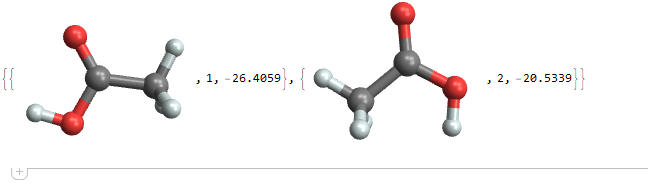 {{ , 1, -26.4059}, { , 2, -20.5339}}